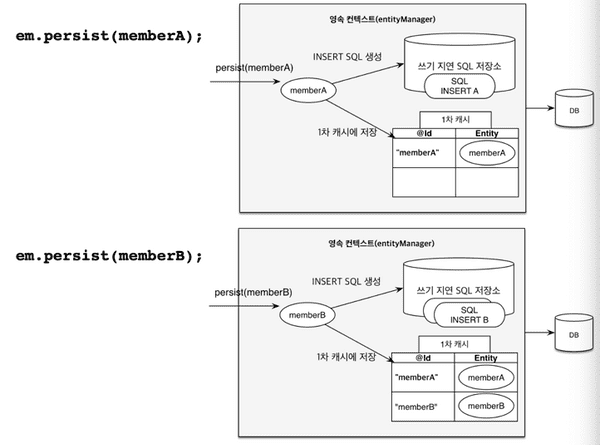 em.persist(memberA);
영속 컨텍스트(entityManager)
INSERT SQL 생성
쓰기 지연 SQL 저장소
persist(memberA)
SQL
INSERT A
memberA
DB
1차 캐시
1차 캐시에 저장
@Id Entity
"memberA" memberA
em.persist(memberB);
영속 컨텍스트(entityManager)
INSERT SQL 생성
쓰기 지연 SQL 저장소
persist(memberB)
SQL
INSERT B
memberB
DB
1차 캐시
1차 캐시에 저장
@Id Entity
"memberA" memberA
"memberB" memberB